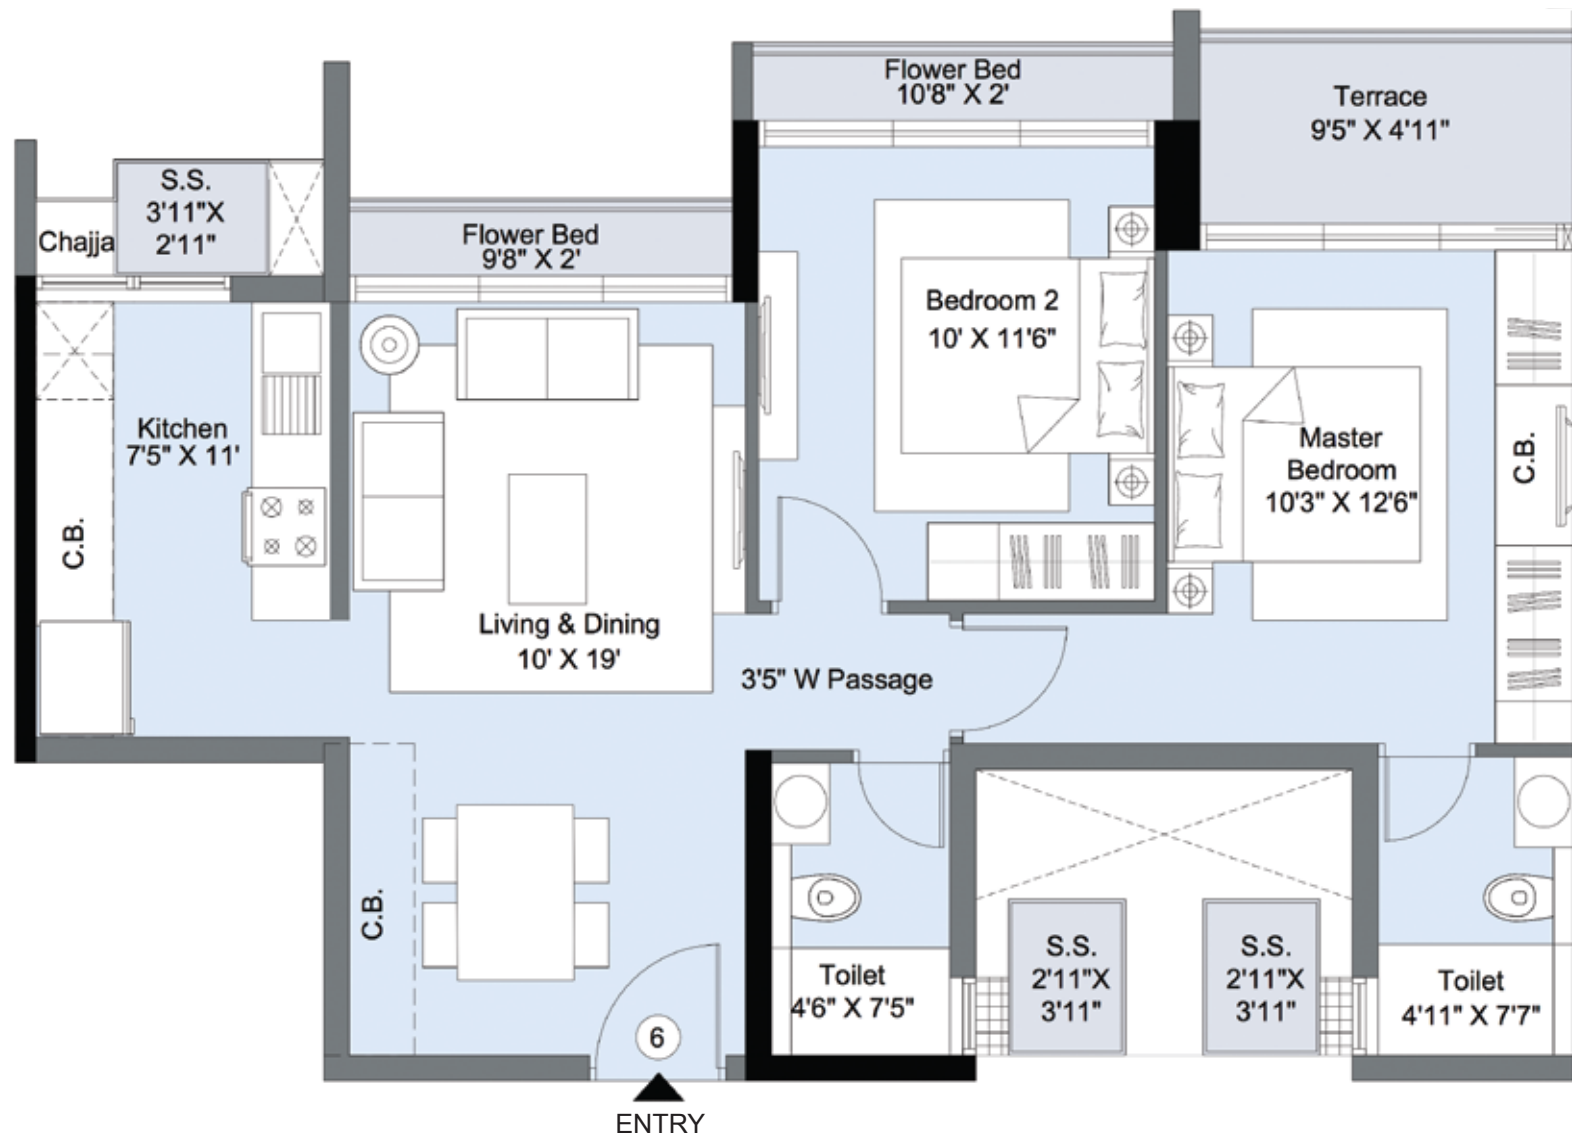 Flower Bed
10'8" X 2'
Terrace
9'5" X 4'11"
S.S.
3'11"X
2'11"
Chajja
Flower Bed
9'8" X 2'
Bedroom 2
10' X 11'6"
Kitchen
7'5" X 11'
C.B.
Master
Bedroom
10'3" X 12'6"
C.B.
Living & Dining
10' X 19'
3'5" W Passage
C.B.
Toilet
4'6" X 7'5"
S.S.
2'11"X
3'11"
S.S.
2'11"X
3'11"
Toilet
4'11" X 7'7"
6
ENTRY